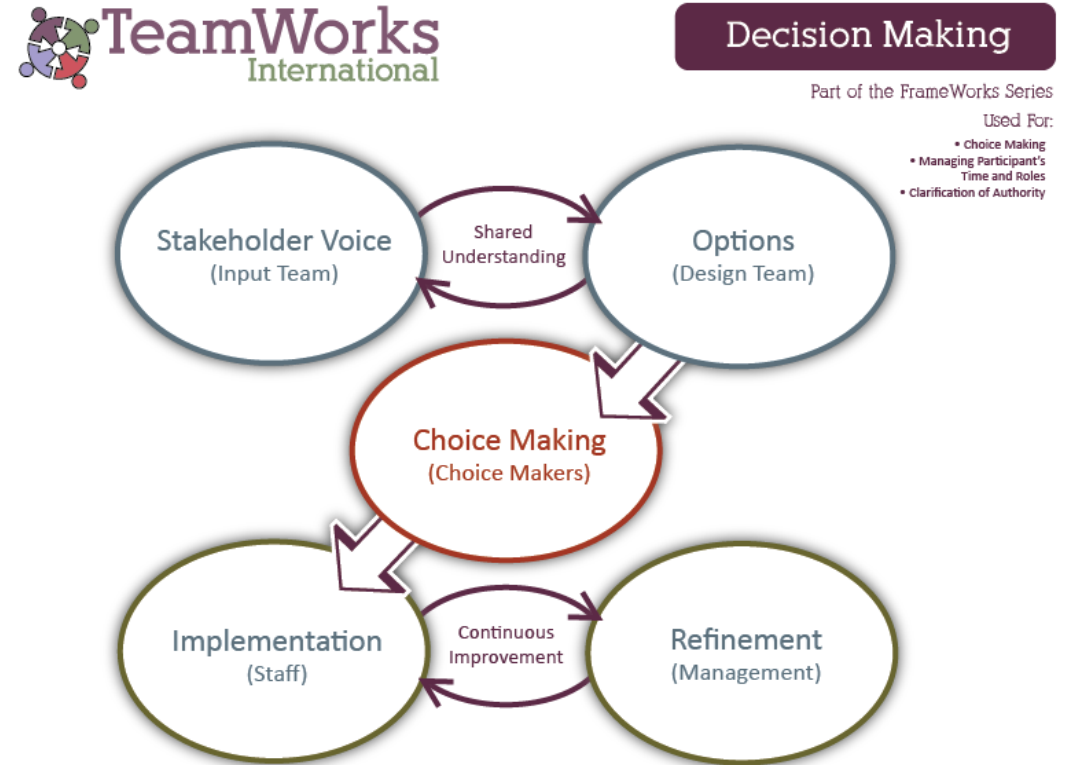 TeamWorks
International
Decision Making
Part of the FrameWorks Series
Used For:
• Choice Making
• Managing Participant's
Time and Roles
• Clarification of Authority
Stakeholder Voice
(Input Team)
Shared
Understanding
Options
(Design Team)
Choice Making
(Choice Makers)
Implementation
(Staff)
Continuous
Improvement
Refinement
(Management)